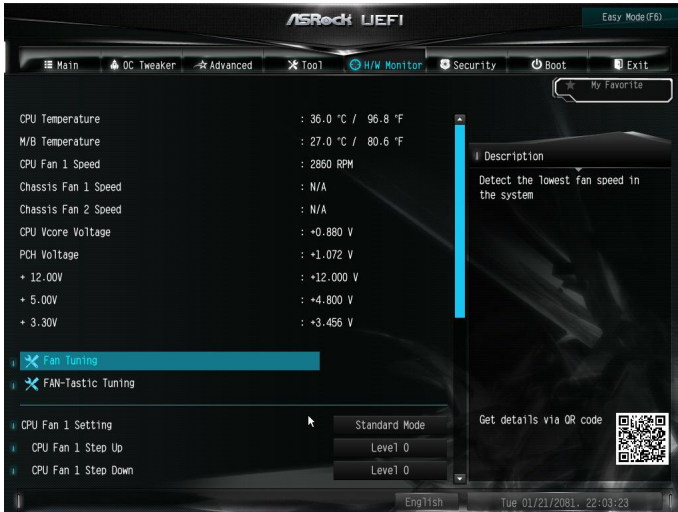 ASRock UEFI
Easy Mode(F6)
Main OC Tweaker Advanced Tool H/W Monitor Security Boot Exit
My Favorite
CPU Temperature : 36.0 °C / 96.8 °F
M/B Temperature : 27.0 °C / 80.6 °F
CPU Fan 1 Speed : 2860 RPM
Chassis Fan 1 Speed : N/A
Chassis Fan 2 Speed : N/A
CPU Vcore Voltage : +0.880 V
PCH Voltage : +1.072 V
+ 12.00V : +12.000 V
+ 5.00V : +4.800 V
+ 3.30V : +3.456 V
Fan Tuning
FAN-Tastic Tuning
CPU Fan 1 Setting Standard Mode
CPU Fan 1 Step Up Level 0
CPU Fan 1 Step Down Level 0
Description
Detect the lowest fan speed in
the system
Get details via QR code
English
Tue 01/21/2081. 22:03:23